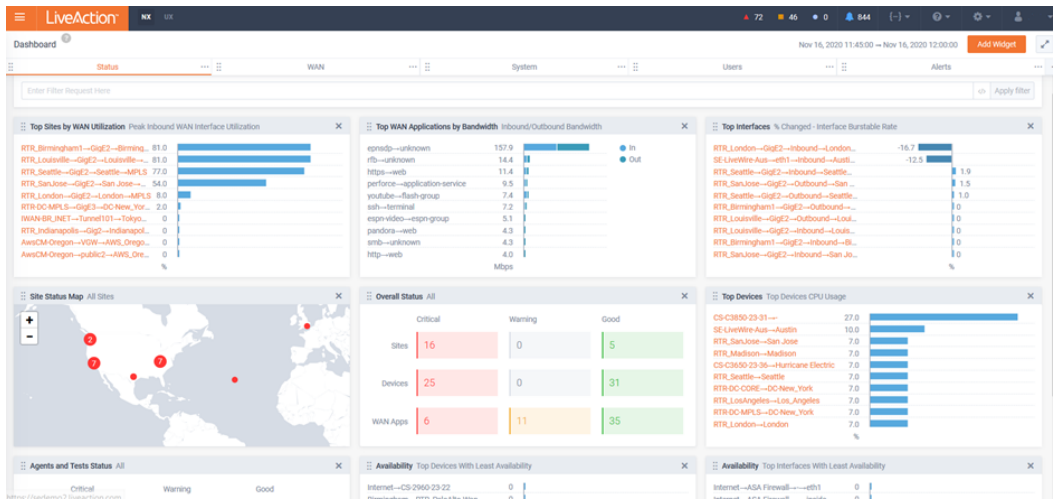 LiveAction
NX UX
72 46 0 844
Dashboard
Nov 16, 2020 11:45:00 → Nov 16, 2020 12:00:00 Add Widget
Status WAN System Users Alerts
Enter Filter Request Here
Apply filter
Top Sites by WAN Utilization Peak Inbound WAN Interface Utilization
RTR_Birmingham1→GigE2→Birming... 81.0
RTR_Louisville→GigE2→Louisville→... 81.0
RTR_Seattle→GigE2→Seattle→MPLS 77.0
RTR_SanJose→GigE2→San Jose→... 54.0
RTR_London→GigE2→London→MPLS 8.0
RTR-DC-MPLS→GigE3→DC-New_Yor... 2.0
IWAN-BR_INET→Tunnel101→Tokyo... 0
RTR_Indianapolis→Gig2→Indianapol... 0
AwsCM-Oregon→VGW→AWS_Orego... 0
AwsCM-Oregon→public2→AWS_Ore... 0
%
Top WAN Applications by Bandwidth Inbound/Outbound Bandwidth
epnsdp→unknown 157.9
rfb→unknown 14.4
https→web 11.4
perforce→application-service 9.5
youtube→flash-group 7.4
ssh→terminal 7.2
espn-video→espn-group 5.1
pandora→web 4.3
smb→unknown 4.3
http→web 4.0
Mbps
In
Out
Top Interfaces % Changed - Interface Burstable Rate
RTR_London→GigE2→Inbound→London... -16.7
SE-LiveWire-Aus→eth1→Inbound→Austi... -12.5
RTR_Seattle→GigE2→Inbound→Seattle... 1.9
RTR_SanJose→GigE2→Outbound→San ... 1.5
RTR_Seattle→GigE2→Outbound→Seattle... 1.0
RTR_Birmingham1→GigE2→Outbound→... 0
RTR_Louisville→GigE2→Outbound→Loui... 0
RTR_Louisville→GigE2→Inbound→Louis... 0
RTR_Birmingham1→GigE2→Inbound→Bi... 0
RTR_SanJose→GigE2→Inbound→San Jo... 0
%
Site Status Map All Sites
+
-
2
7
7
Overall Status All
Critical Warning Good
Sites 16 0 5
Devices 25 0 31
WAN Apps 6 11 35
Top Devices Top Devices CPU Usage
CS-C3850-23-31→- 27.0
SE-LiveWire-Aus→Austin 10.0
RTR_SanJose→San Jose 7.0
RTR_Madison→Madison 7.0
CS-C3650-23-36→Hurricane Electric 7.0
RTR_Seattle→Seattle 7.0
RTR-DC-CORE→DC-New_York 7.0
RTR_LosAngeles→Los_Angeles 7.0
RTR-DC-MPLS→DC-New_York 7.0
RTR_London→London 7.0
%
Agents and Tests Status All
Critical Warning Good
Availability Top Devices With Least Availability
Internet→CS-2960-23-22 0
Availability Top Interfaces With Least Availability
Internet→ASA Firewall→-→eth1 0